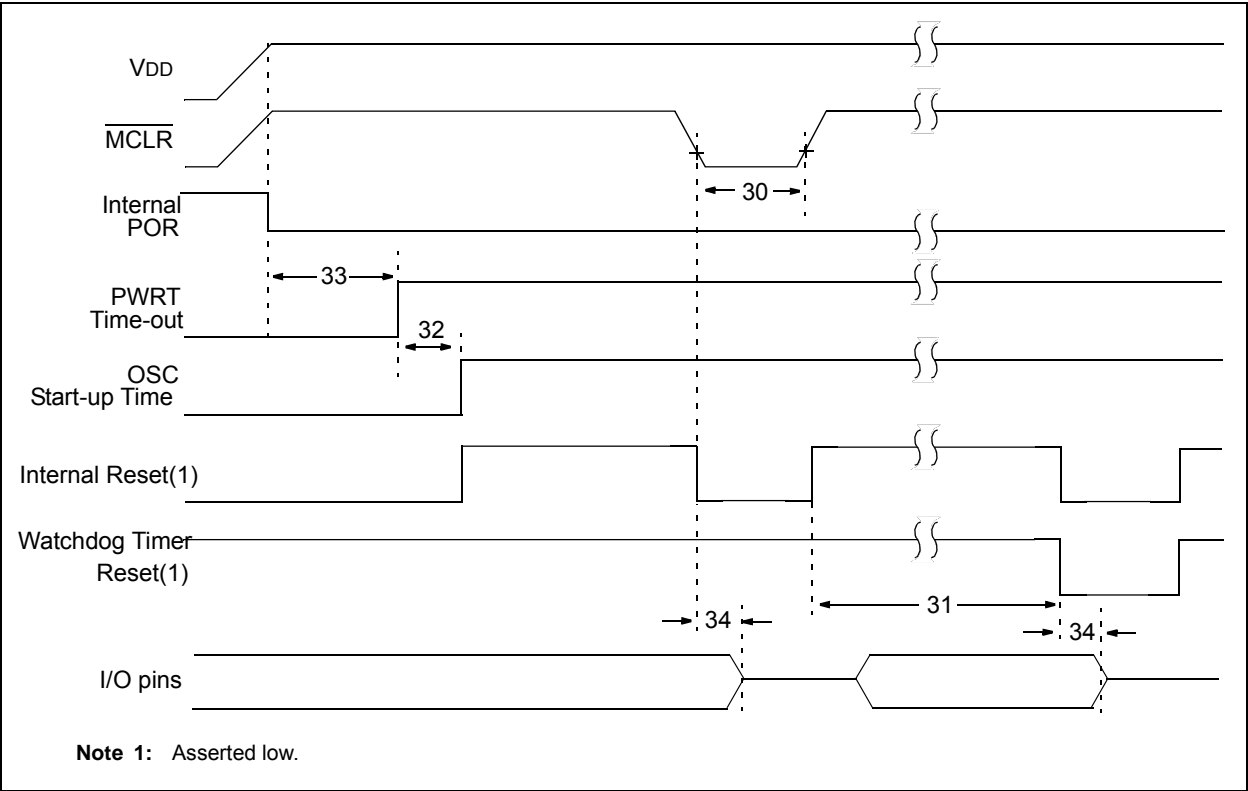 VDD
MCLR
30
Internal
POR
33
PWRT
Time-out
32
OSC
Start-up Time
Internal Reset(1)
Watchdog Timer
Reset(1)
31
34
34
I/O pins
Note 1: Asserted low.